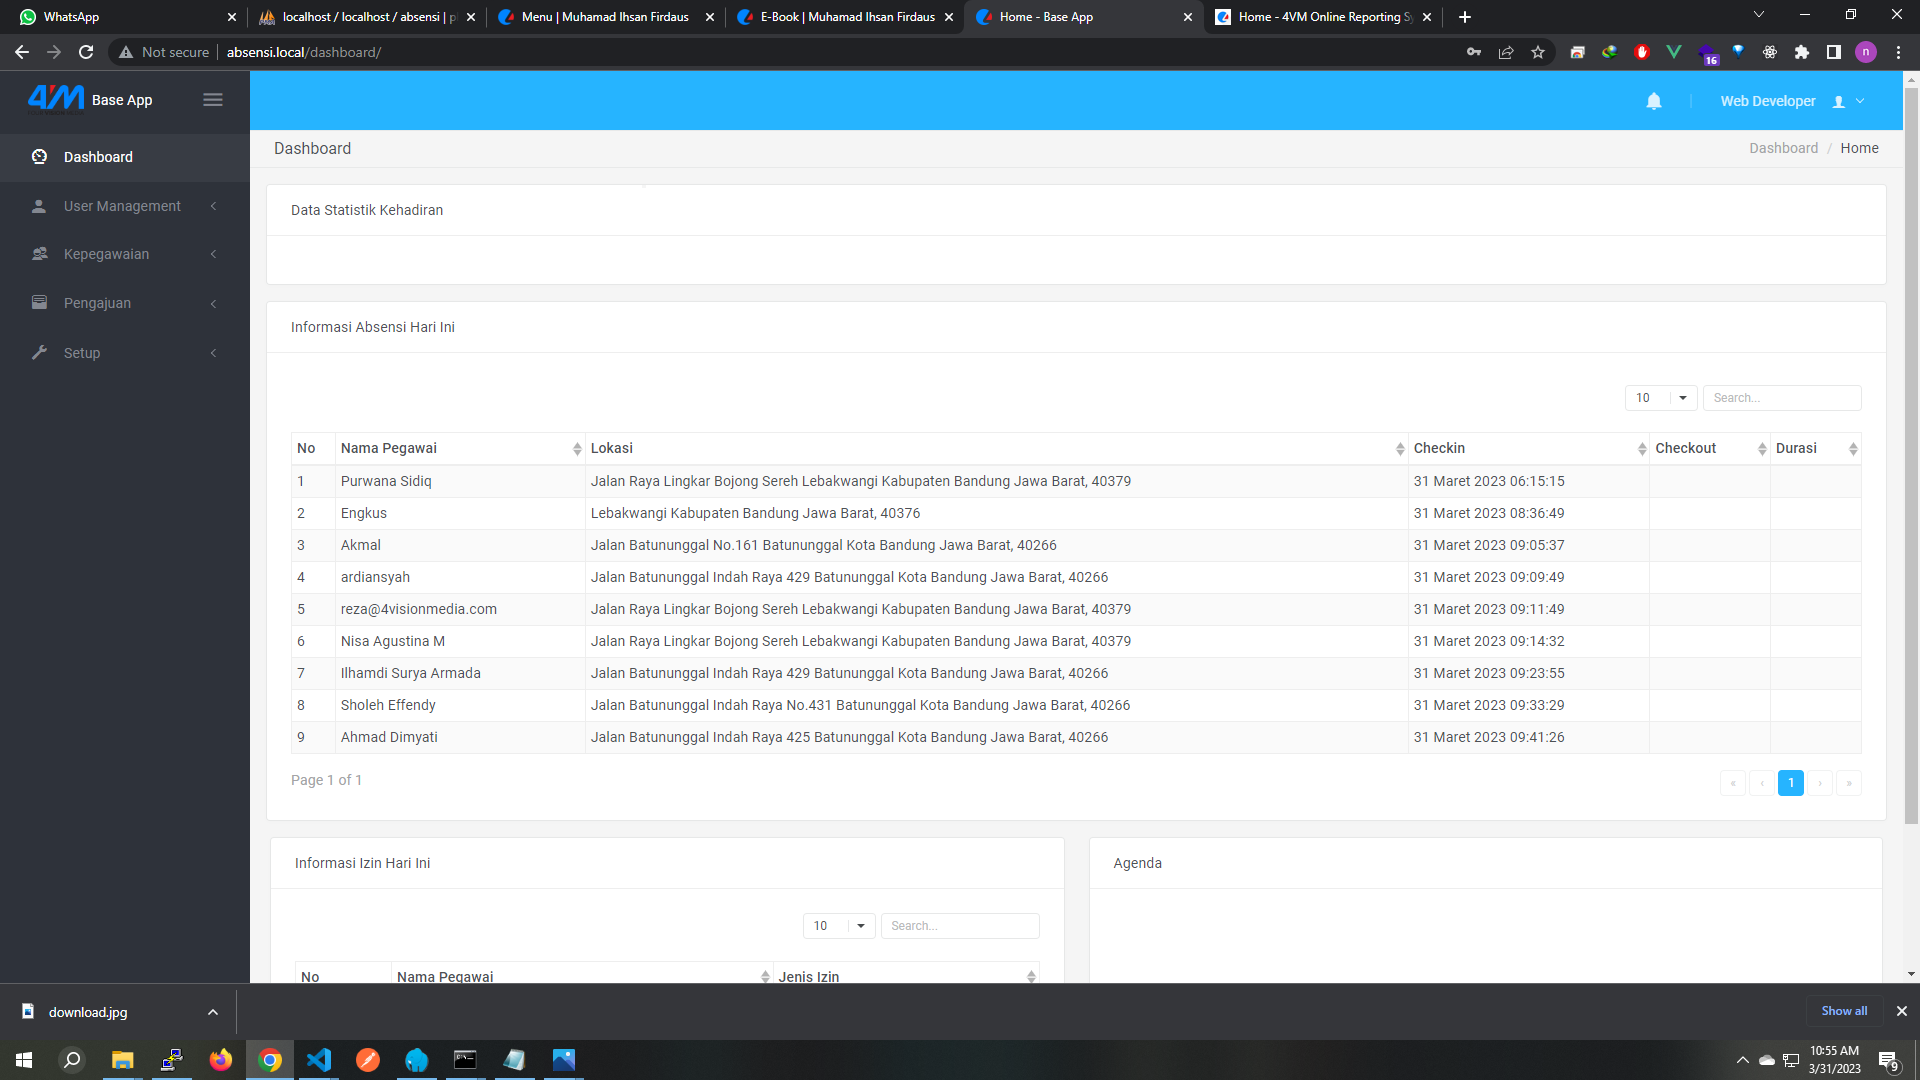 WhatsApp
localhost / localhost / absensi | p
Menu | Muhamad Ihsan Firdaus
E-Book | Muhamad Ihsan Firdaus
Home - Base App
Home - 4VM Online Reporting Sy
Not secure
absensi.local/dashboard/
16
n
4VM Base App
Web Developer
Dashboard
User Management
Kepegawaian
Pengajuan
Setup
Dashboard
Dashboard / Home
Data Statistik Kehadiran
Informasi Absensi Hari Ini
10 Search...
No Nama Pegawai Lokasi Checkin Checkout Durasi
1 Purwana Sidiq Jalan Raya Lingkar Bojong Sereh Lebakwangi Kabupaten Bandung Jawa Barat, 40379 31 Maret 2023 06:15:15
2 Engkus Lebakwangi Kabupaten Bandung Jawa Barat, 40376 31 Maret 2023 08:36:49
3 Akmal Jalan Batununggal No.161 Batununggal Kota Bandung Jawa Barat, 40266 31 Maret 2023 09:05:37
4 ardiansyah Jalan Batununggal Indah Raya 429 Batununggal Kota Bandung Jawa Barat, 40266 31 Maret 2023 09:09:49
5 reza@4visionmedia.com Jalan Raya Lingkar Bojong Sereh Lebakwangi Kabupaten Bandung Jawa Barat, 40379 31 Maret 2023 09:11:49
6 Nisa Agustina M Jalan Raya Lingkar Bojong Sereh Lebakwangi Kabupaten Bandung Jawa Barat, 40379 31 Maret 2023 09:14:32
7 Ilhamdi Surya Armada Jalan Batununggal Indah Raya 429 Batununggal Kota Bandung Jawa Barat, 40266 31 Maret 2023 09:23:55
8 Sholeh Effendy Jalan Batununggal Indah Raya No.431 Batununggal Kota Bandung Jawa Barat, 40266 31 Maret 2023 09:33:29
9 Ahmad Dimyati Jalan Batununggal Indah Raya 425 Batununggal Kota Bandung Jawa Barat, 40266 31 Maret 2023 09:41:26
Page 1 of 1
« ‹ 1 › »
Informasi Izin Hari Ini
10 Search...
No Nama Pegawai Jenis Izin
Agenda
download.jpg
Show all
10:55 AM
3/31/2023
9